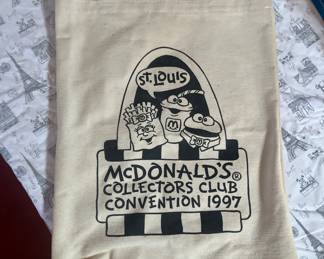 ST. LOUIS
M
McDONALD'S®
COLLECTORS CLUB
CONVENTION 1997